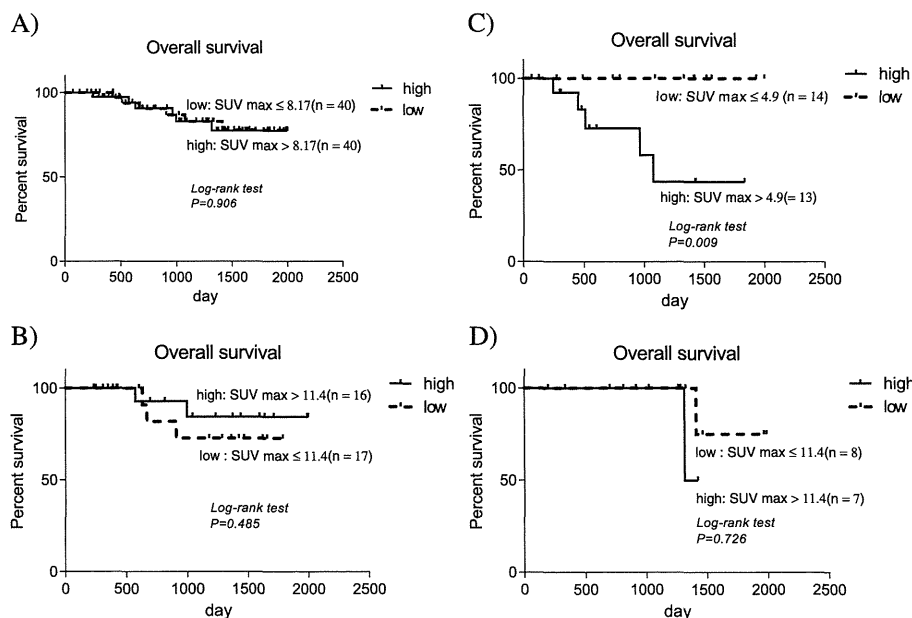 A)
Overall survival
high
low
low: SUV max ≤ 8.17(n = 40)
high: SUV max > 8.17(n = 40)
Log-rank test
P=0.906
Percent survival
100
50
0
0 500 1000 1500 2000 2500
day
C)
Overall survival
high
low
low: SUV max ≤ 4.9 (n = 14)
high: SUV max > 4.9(= 13)
Log-rank test
P=0.009
Percent survival
100
50
0
0 500 1000 1500 2000 2500
day
B)
Overall survival
high
low
high: SUV max > 11.4(n = 16)
low : SUV max ≤ 11.4(n = 17)
Log-rank test
P=0.485
Percent survival
100
50
0
0 500 1000 1500 2000 2500
day
D)
Overall survival
high
low
low : SUV max ≤ 11.4(n = 8)
high: SUV max > 11.4(n = 7)
Log-rank test
P=0.726
Percent survival
100
50
0
0 500 1000 1500 2000 2500
day